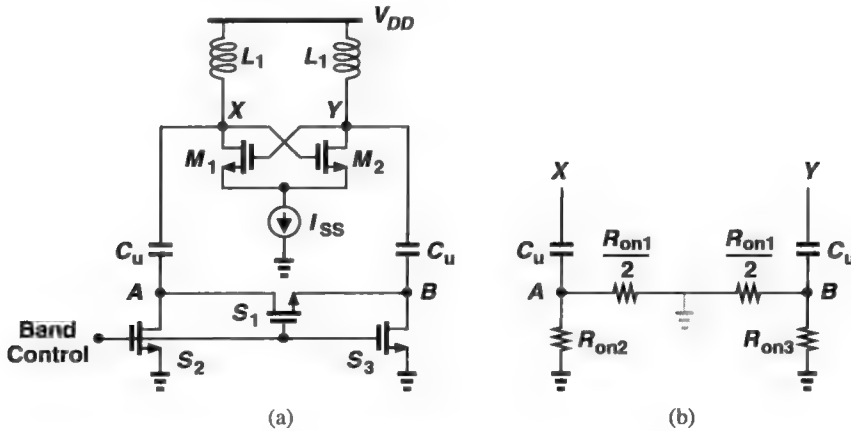 V_DD
L_1 L_1
X Y
M_1 M_2
I_SS
C_u C_u
A B
S_1
Band
Control
S_2 S_3
(a)
X Y
C_u R_on1/2 R_on1/2 C_u
A B
R_on2 R_on3
(b)